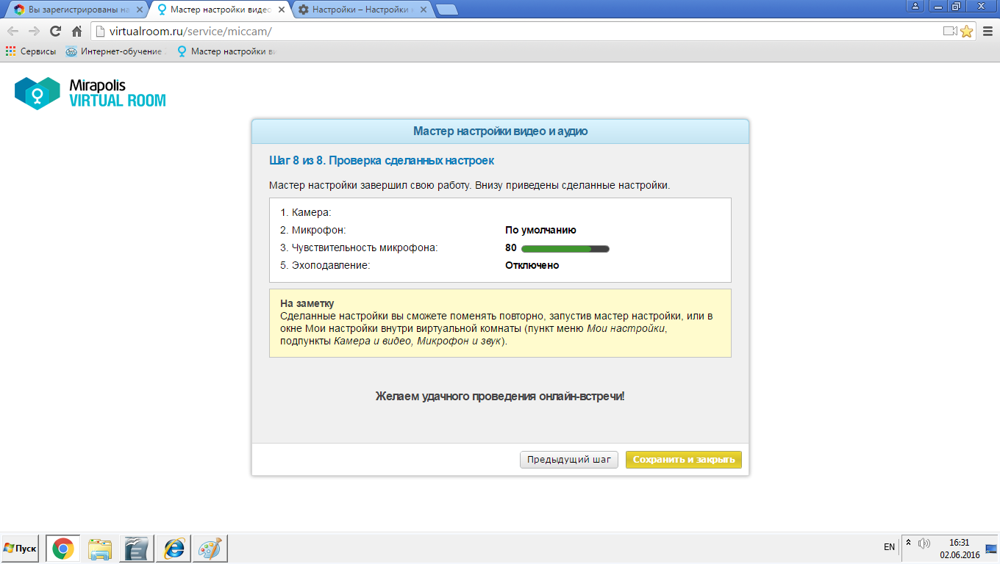 Вы зарегистрированы на
Мастер настройки видео
Настройки – Настройки
virtualroom.ru/service/miccam/
Сервисы
Интернет-обучение
Мастер настройки ви
Mirapolis
VIRTUAL ROOM
Мастер настройки видео и аудио
Шаг 8 из 8. Проверка сделанных настроек
Мастер настройки завершил свою работу. Внизу приведены сделанные настройки.
1. Камера:
2. Микрофон: По умолчанию
3. Чувствительность микрофона: 80
5. Эхоподавление: Отключено
На заметку
Сделанные настройки вы сможете поменять повторно, запустив мастер настройки, или в
окне Мои настройки внутри виртуальной комнаты (пункт меню Мои настройки,
подпункты Камера и видео, Микрофон и звук).
Желаем удачного проведения онлайн-встречи!
Предыдущий шаг
Сохранить и закрыть
Пуск
EN
16:31
02.06.2016